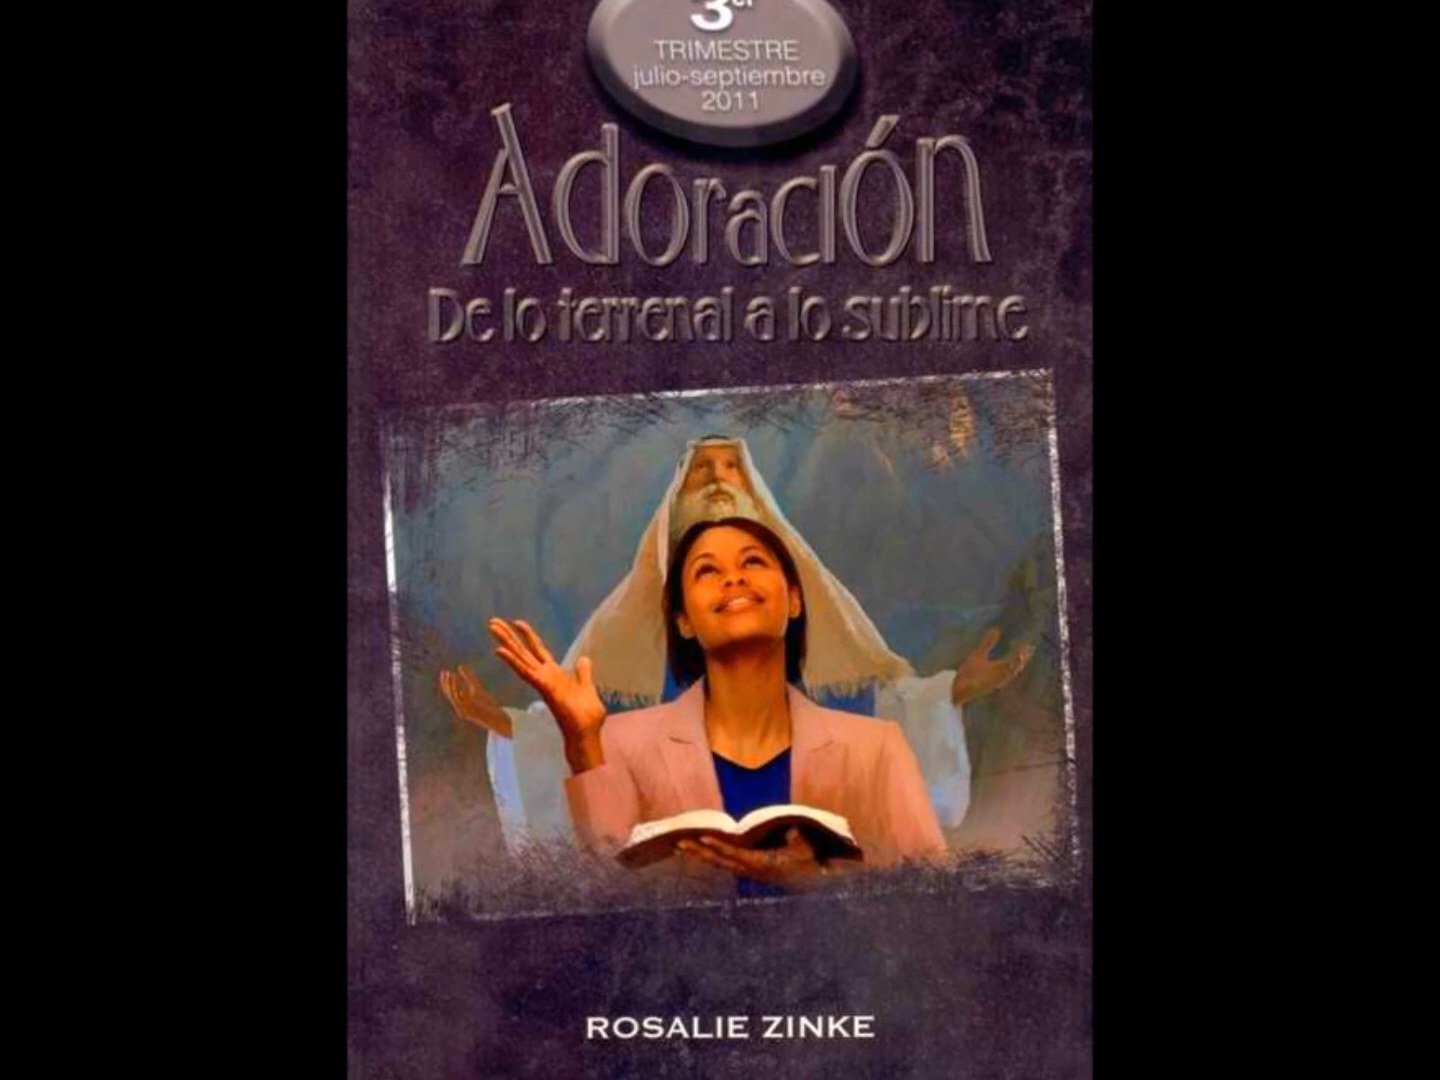 3er
TRIMESTRE
julio-septiembre
2011
Adoración
De lo terrenal a lo sublime
ROSALIE ZINKE